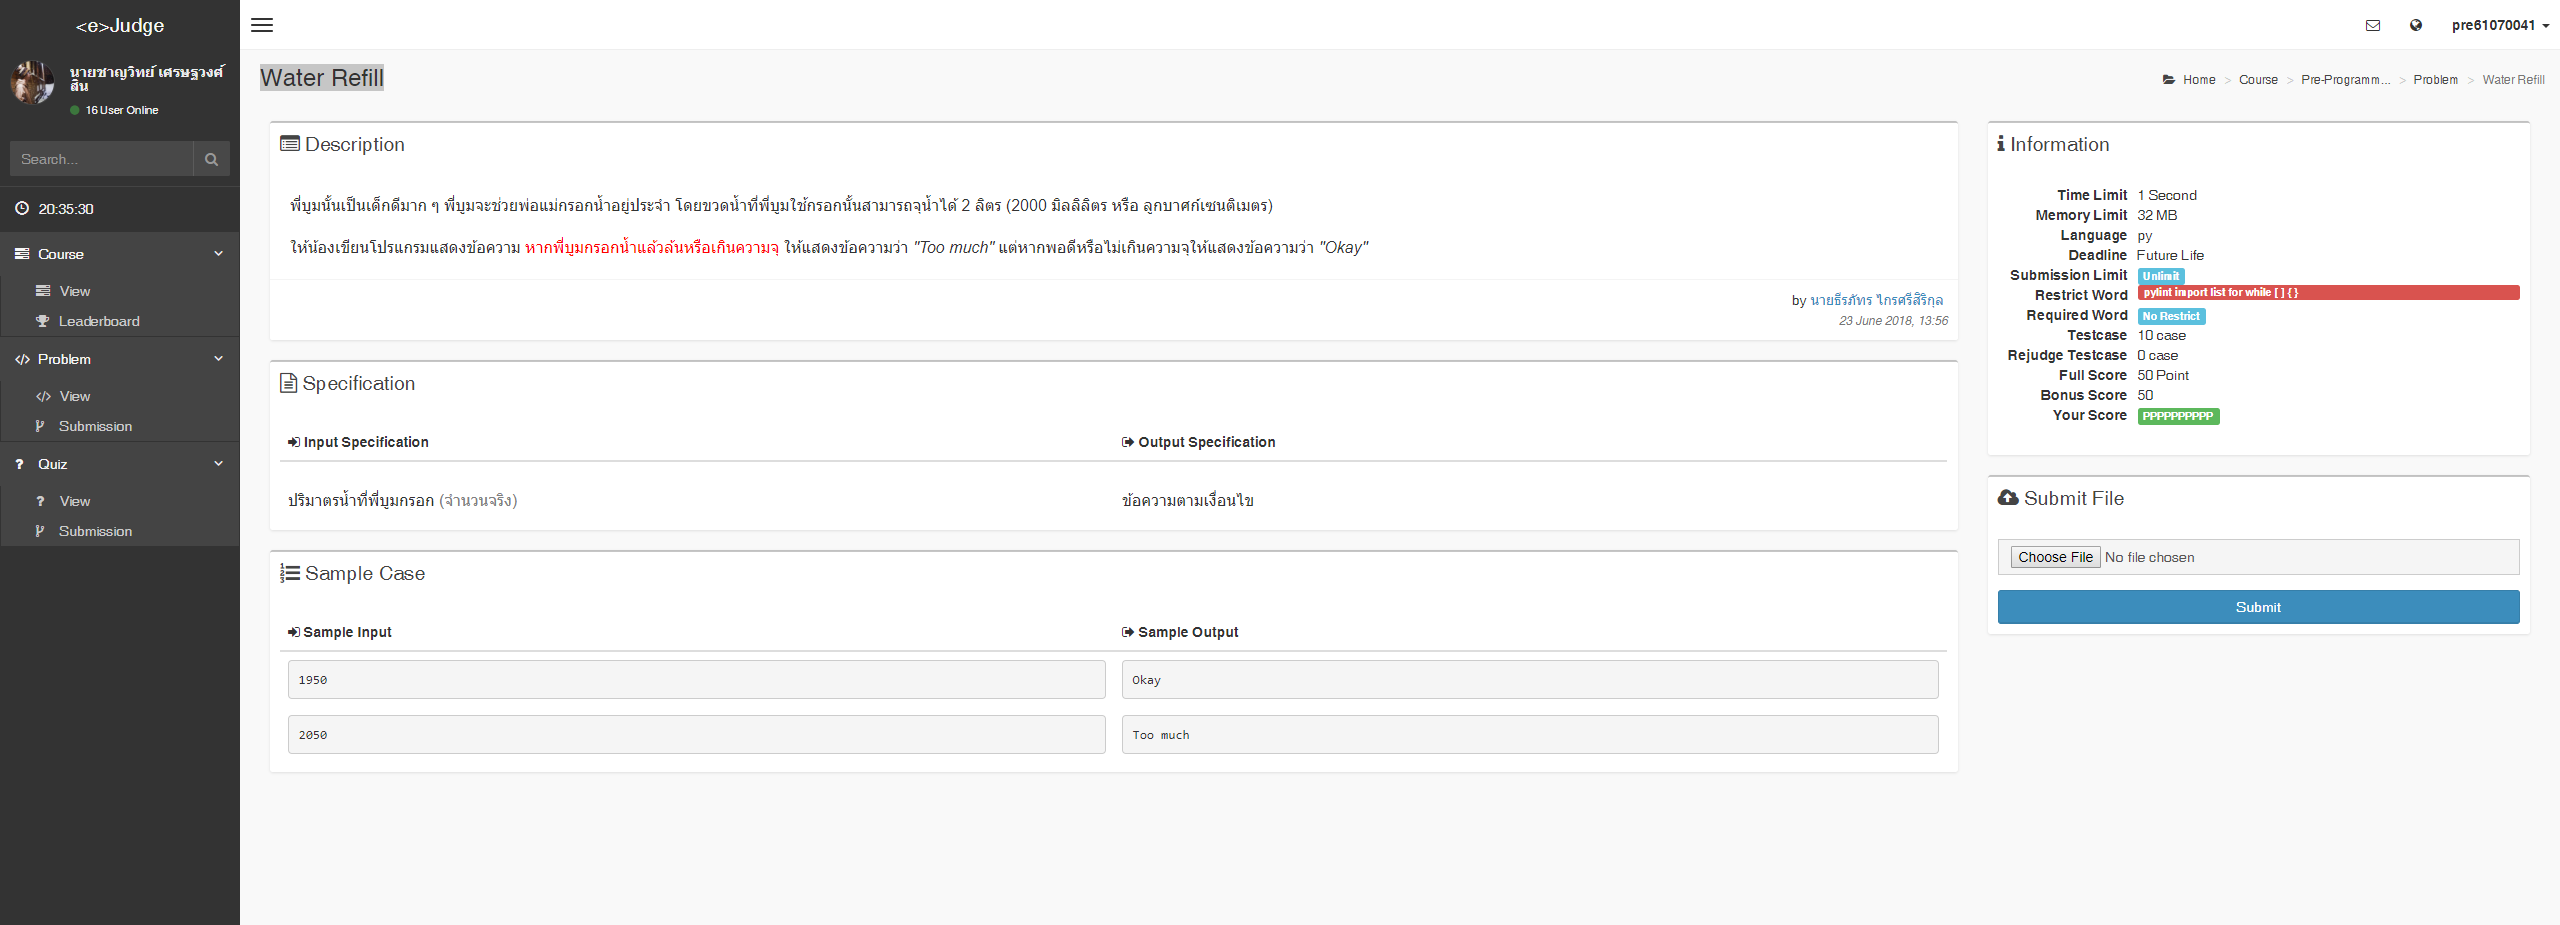 <e>Judge
pre61070041
นายชาญวิทย์ เศรษฐวงศ์
สิน
16 User Online
Search...
20:35:30
Course
View
Leaderboard
Problem
View
Submission
Quiz
View
Submission
Water Refill
Home > Course > Pre-Programm... > Problem > Water Refill
Description
พี่บูมนั้นเป็นเด็กดีมาก ๆ พี่บูมจะช่วยพ่อแม่กรอกน้ำอยู่ประจำ โดยขวดน้ำที่พี่บูมใช้กรอกนั้นสามารถจุน้ำได้ 2 ลิตร (2000 มิลลิลิตร หรือ ลูกบาศก์เซนติเมตร)
ให้น้องเขียนโปรแกรมแสดงข้อความ หากพี่บูมกรอกน้ำแล้วล้นหรือเกินความจุ ให้แสดงข้อความว่า "Too much" แต่หากพอดีหรือไม่เกินความจุให้แสดงข้อความว่า "Okay"
by นายธีรภัทร ไกรศรีสิริกุล
23 June 2018, 13:56
Specification
Input Specification
Output Specification
ปริมาตรน้ำที่พี่บูมกรอก (จำนวนจริง)
ข้อความตามเงื่อนไข
Sample Case
Sample Input
Sample Output
1950
Okay
2050
Too much
Information
Time Limit 1 Second
Memory Limit 32 MB
Language py
Deadline Future Life
Submission Limit Unlimit
Restrict Word pylint import list for while [ ] { }
Required Word No Restrict
Testcase 10 case
Rejudge Testcase 0 case
Full Score 50 Point
Bonus Score 50
Your Score PPPPPPPPPP
Submit File
Choose File No file chosen
Submit